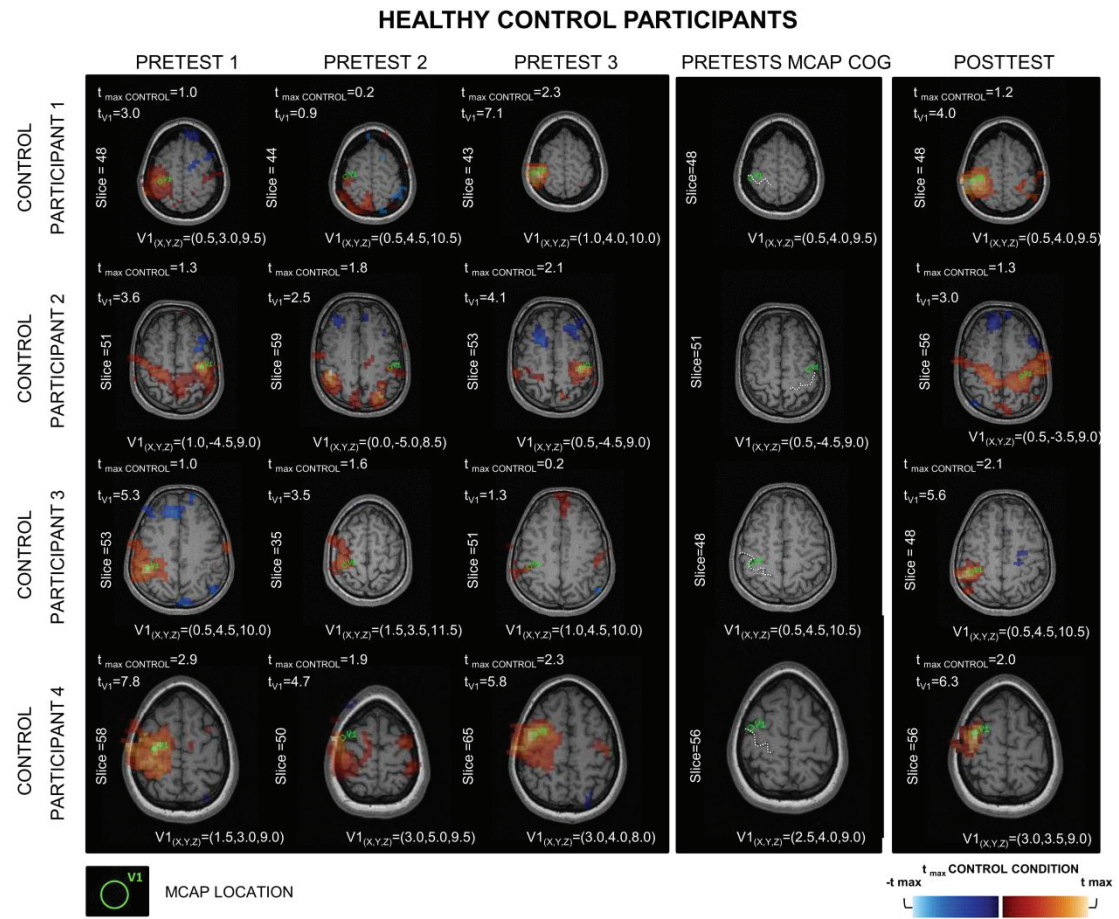 HEALTHY CONTROL PARTICIPANTS
PRETEST 1 PRETEST 2 PRETEST 3 PRETESTS MCAP COG POSTTEST
CONTROL PARTICIPANT 1
t max CONTROL=1.0 t max CONTROL=0.2 t max CONTROL=2.3 t max CONTROL=1.2
tV1=3.0 tV1=0.9 tV1=7.1 tV1=4.0
Slice = 48 Slice = 44 Slice = 43 Slice=48 Slice = 48
V1(X,Y,Z)=(0.5,3.0,9.5) V1(X,Y,Z)=(0.5,4.5,10.5) V1(X,Y,Z)=(1.0,4.0,10.0) V1(X,Y,Z)=(0.5,4.0,9.5) V1(X,Y,Z)=(0.5,4.0,9.5)
CONTROL PARTICIPANT 2
t max CONTROL=1.3 t max CONTROL=1.8 t max CONTROL=2.1 t max CONTROL=1.3
tV1=3.6 tV1=2.5 tV1=4.1 tV1=3.0
Slice =51 Slice =59 Slice =53 Slice=51 Slice =56
V1(X,Y,Z)=(1.0,-4.5,9.0) V1(X,Y,Z)=(0.0,-5.0,8.5) V1(X,Y,Z)=(0.5,-4.5,9.0) V1(X,Y,Z)=(0.5,-4.5,9.0) V1(X,Y,Z)=(0.5,-3.5,9.0)
CONTROL PARTICIPANT 3
t max CONTROL=1.0 t max CONTROL=1.6 t max CONTROL=0.2 t max CONTROL=2.1
tV1=5.3 tV1=3.5 tV1=1.3 tV1=5.6
Slice =53 Slice =35 Slice =51 Slice=48 Slice = 48
V1(X,Y,Z)=(0.5,4.5,10.0) V1(X,Y,Z)=(1.5,3.5,11.5) V1(X,Y,Z)=(1.0,4.5,10.0) V1(X,Y,Z)=(0.5,4.5,10.5) V1(X,Y,Z)=(0.5,4.5,10.5)
CONTROL PARTICIPANT 4
t max CONTROL=2.9 t max CONTROL=1.9 t max CONTROL=2.3 t max CONTROL=2.0
tV1=7.8 tV1=4.7 tV1=5.8 tV1=6.3
Slice =58 Slice =50 Slice =65 Slice =56 Slice =56
V1(X,Y,Z)=(1.5,3.0,9.0) V1(X,Y,Z)=(3.0,5.0,9.5) V1(X,Y,Z)=(3.0,4.0,8.0) V1(X,Y,Z)=(2.5,4.0,9.0) V1(X,Y,Z)=(3.0,3.5,9.0)
V1 MCAP LOCATION
t max CONTROL CONDITION
-t max t max